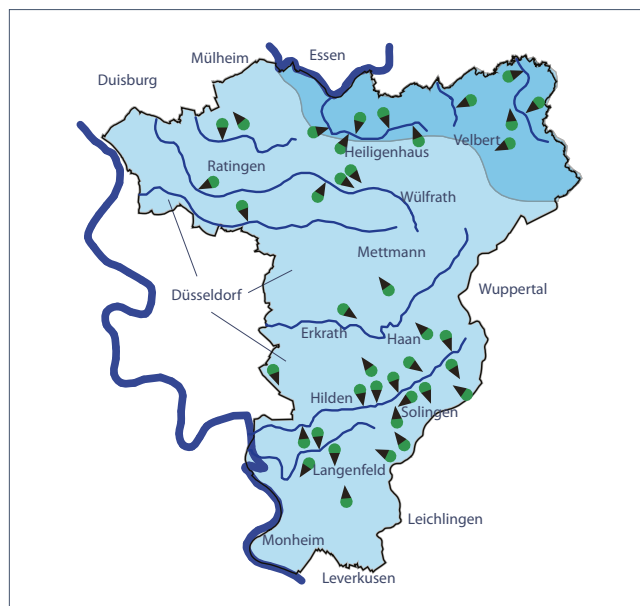 Essen
Mülheim
Duisburg
Velbert
Heiligenhaus
Ratingen
Wülfrath
Mettmann
Wuppertal
Düsseldorf
Erkrath
Haan
Hilden
Solingen
Langenfeld
Leichlingen
Monheim
Leverkusen